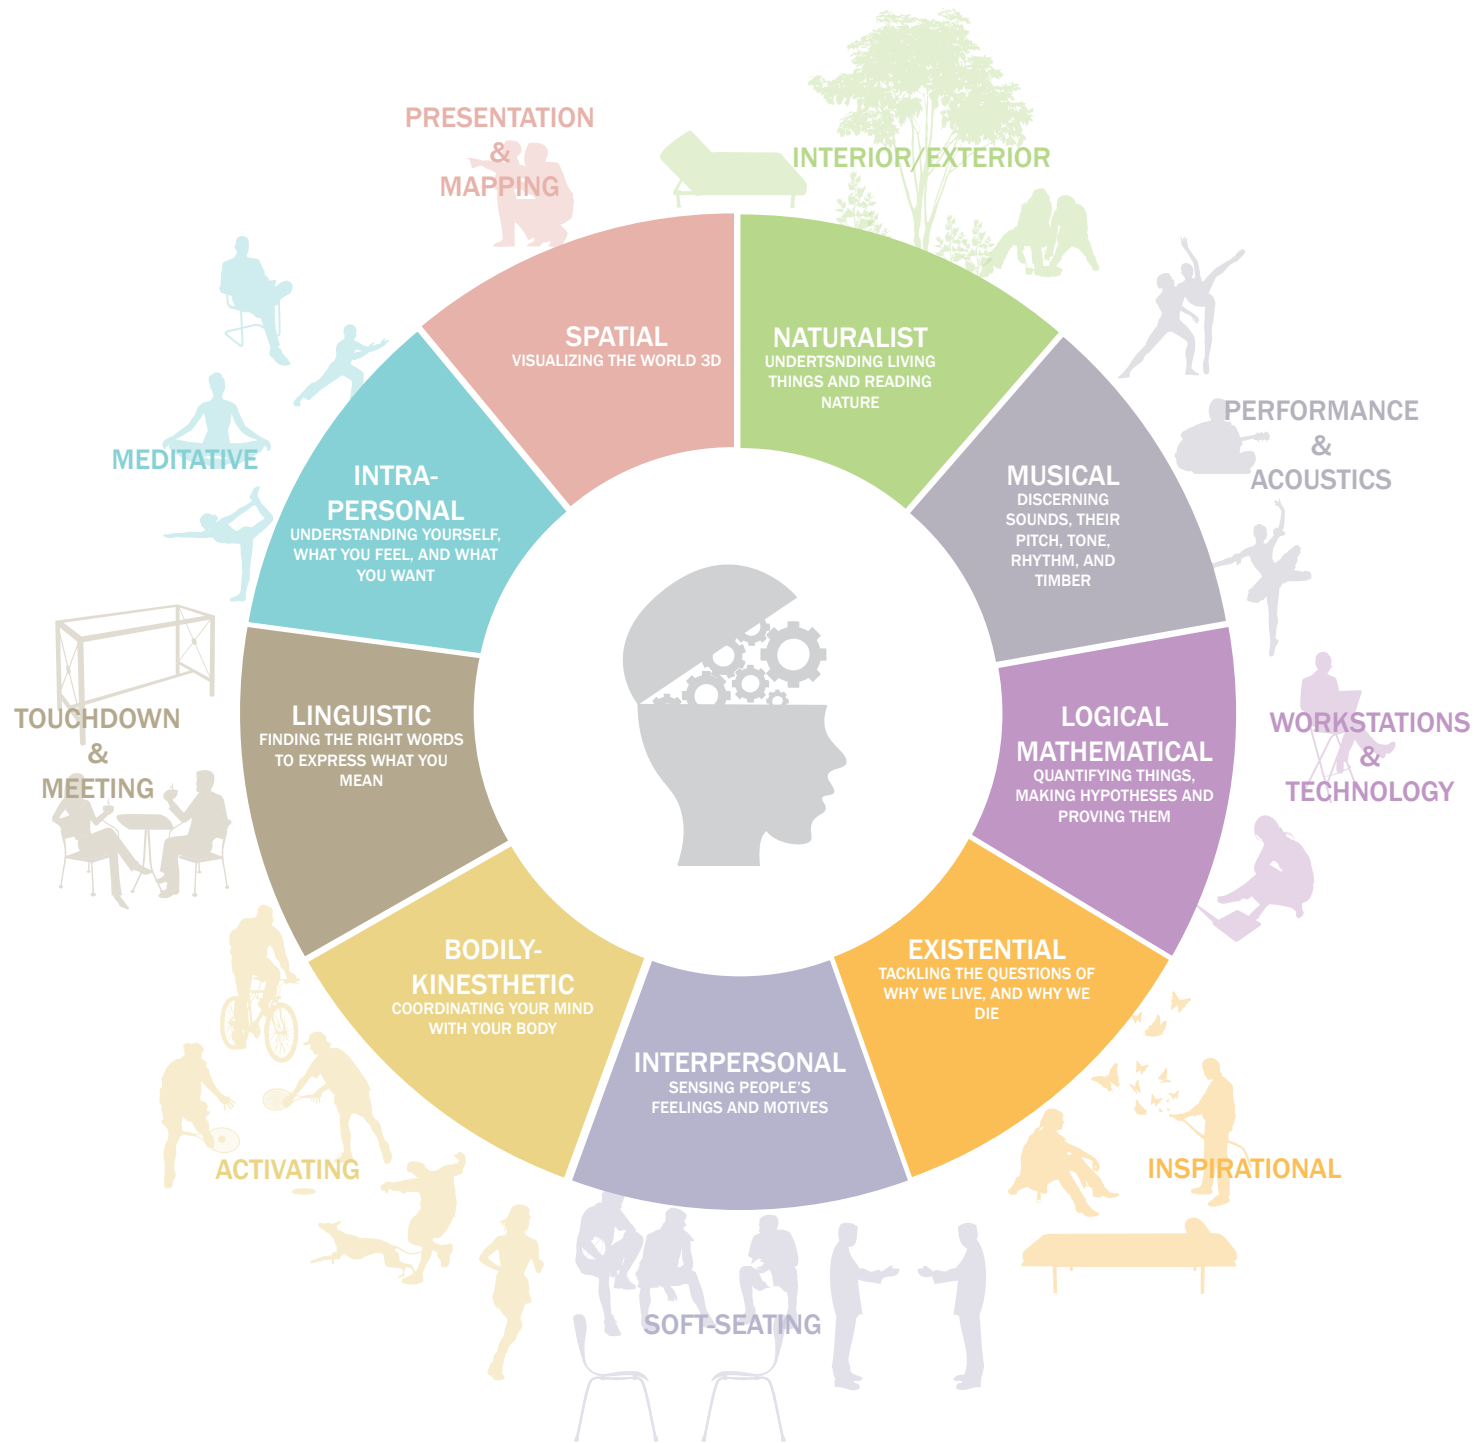 PRESENTATION
&
MAPPING
INTERIOR/EXTERIOR
SPATIAL
VISUALIZING THE WORLD 3D
NATURALIST
UNDERTSNDING LIVING
THINGS AND READING
NATURE
PERFORMANCE
&
ACOUSTICS
MEDITATIVE
INTRA-
PERSONAL
UNDERSTANDING YOURSELF,
WHAT YOU FEEL, AND WHAT
YOU WANT
MUSICAL
DISCERNING
SOUNDS, THEIR
PITCH, TONE,
RHYTHM, AND
TIMBER
TOUCHDOWN
&
MEETING
LINGUISTIC
FINDING THE RIGHT WORDS
TO EXPRESS WHAT YOU
MEAN
LOGICAL
MATHEMATICAL
QUANTIFYING THINGS,
MAKING HYPOTHESES AND
PROVING THEM
WORKSTATIONS
&
TECHNOLOGY
BODILY-
KINESTHETIC
COORDINATING YOUR MIND
WITH YOUR BODY
EXISTENTIAL
TACKLING THE QUESTIONS OF
WHY WE LIVE, AND WHY WE
DIE
INTERPERSONAL
SENSING PEOPLE'S
FEELINGS AND MOTIVES
ACTIVATING
INSPIRATIONAL
SOFT-SEATING